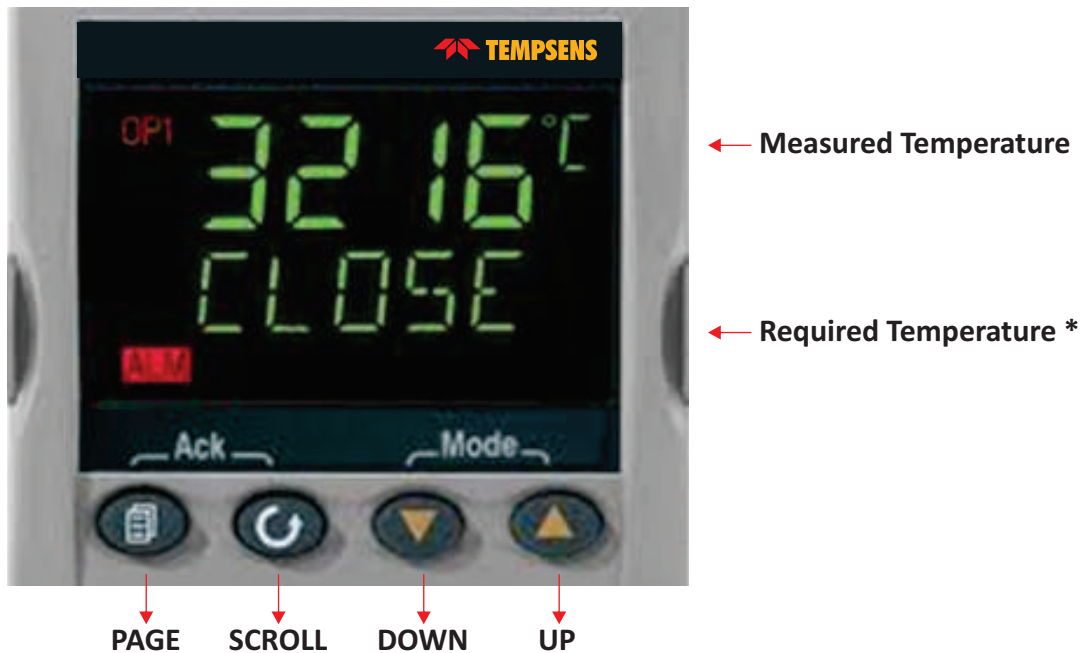 TEMPSENS
OP1 3216 °C
Measured Temperature
CLOSE
Required Temperature *
ALM
Ack Mode
PAGE SCROLL DOWN UP